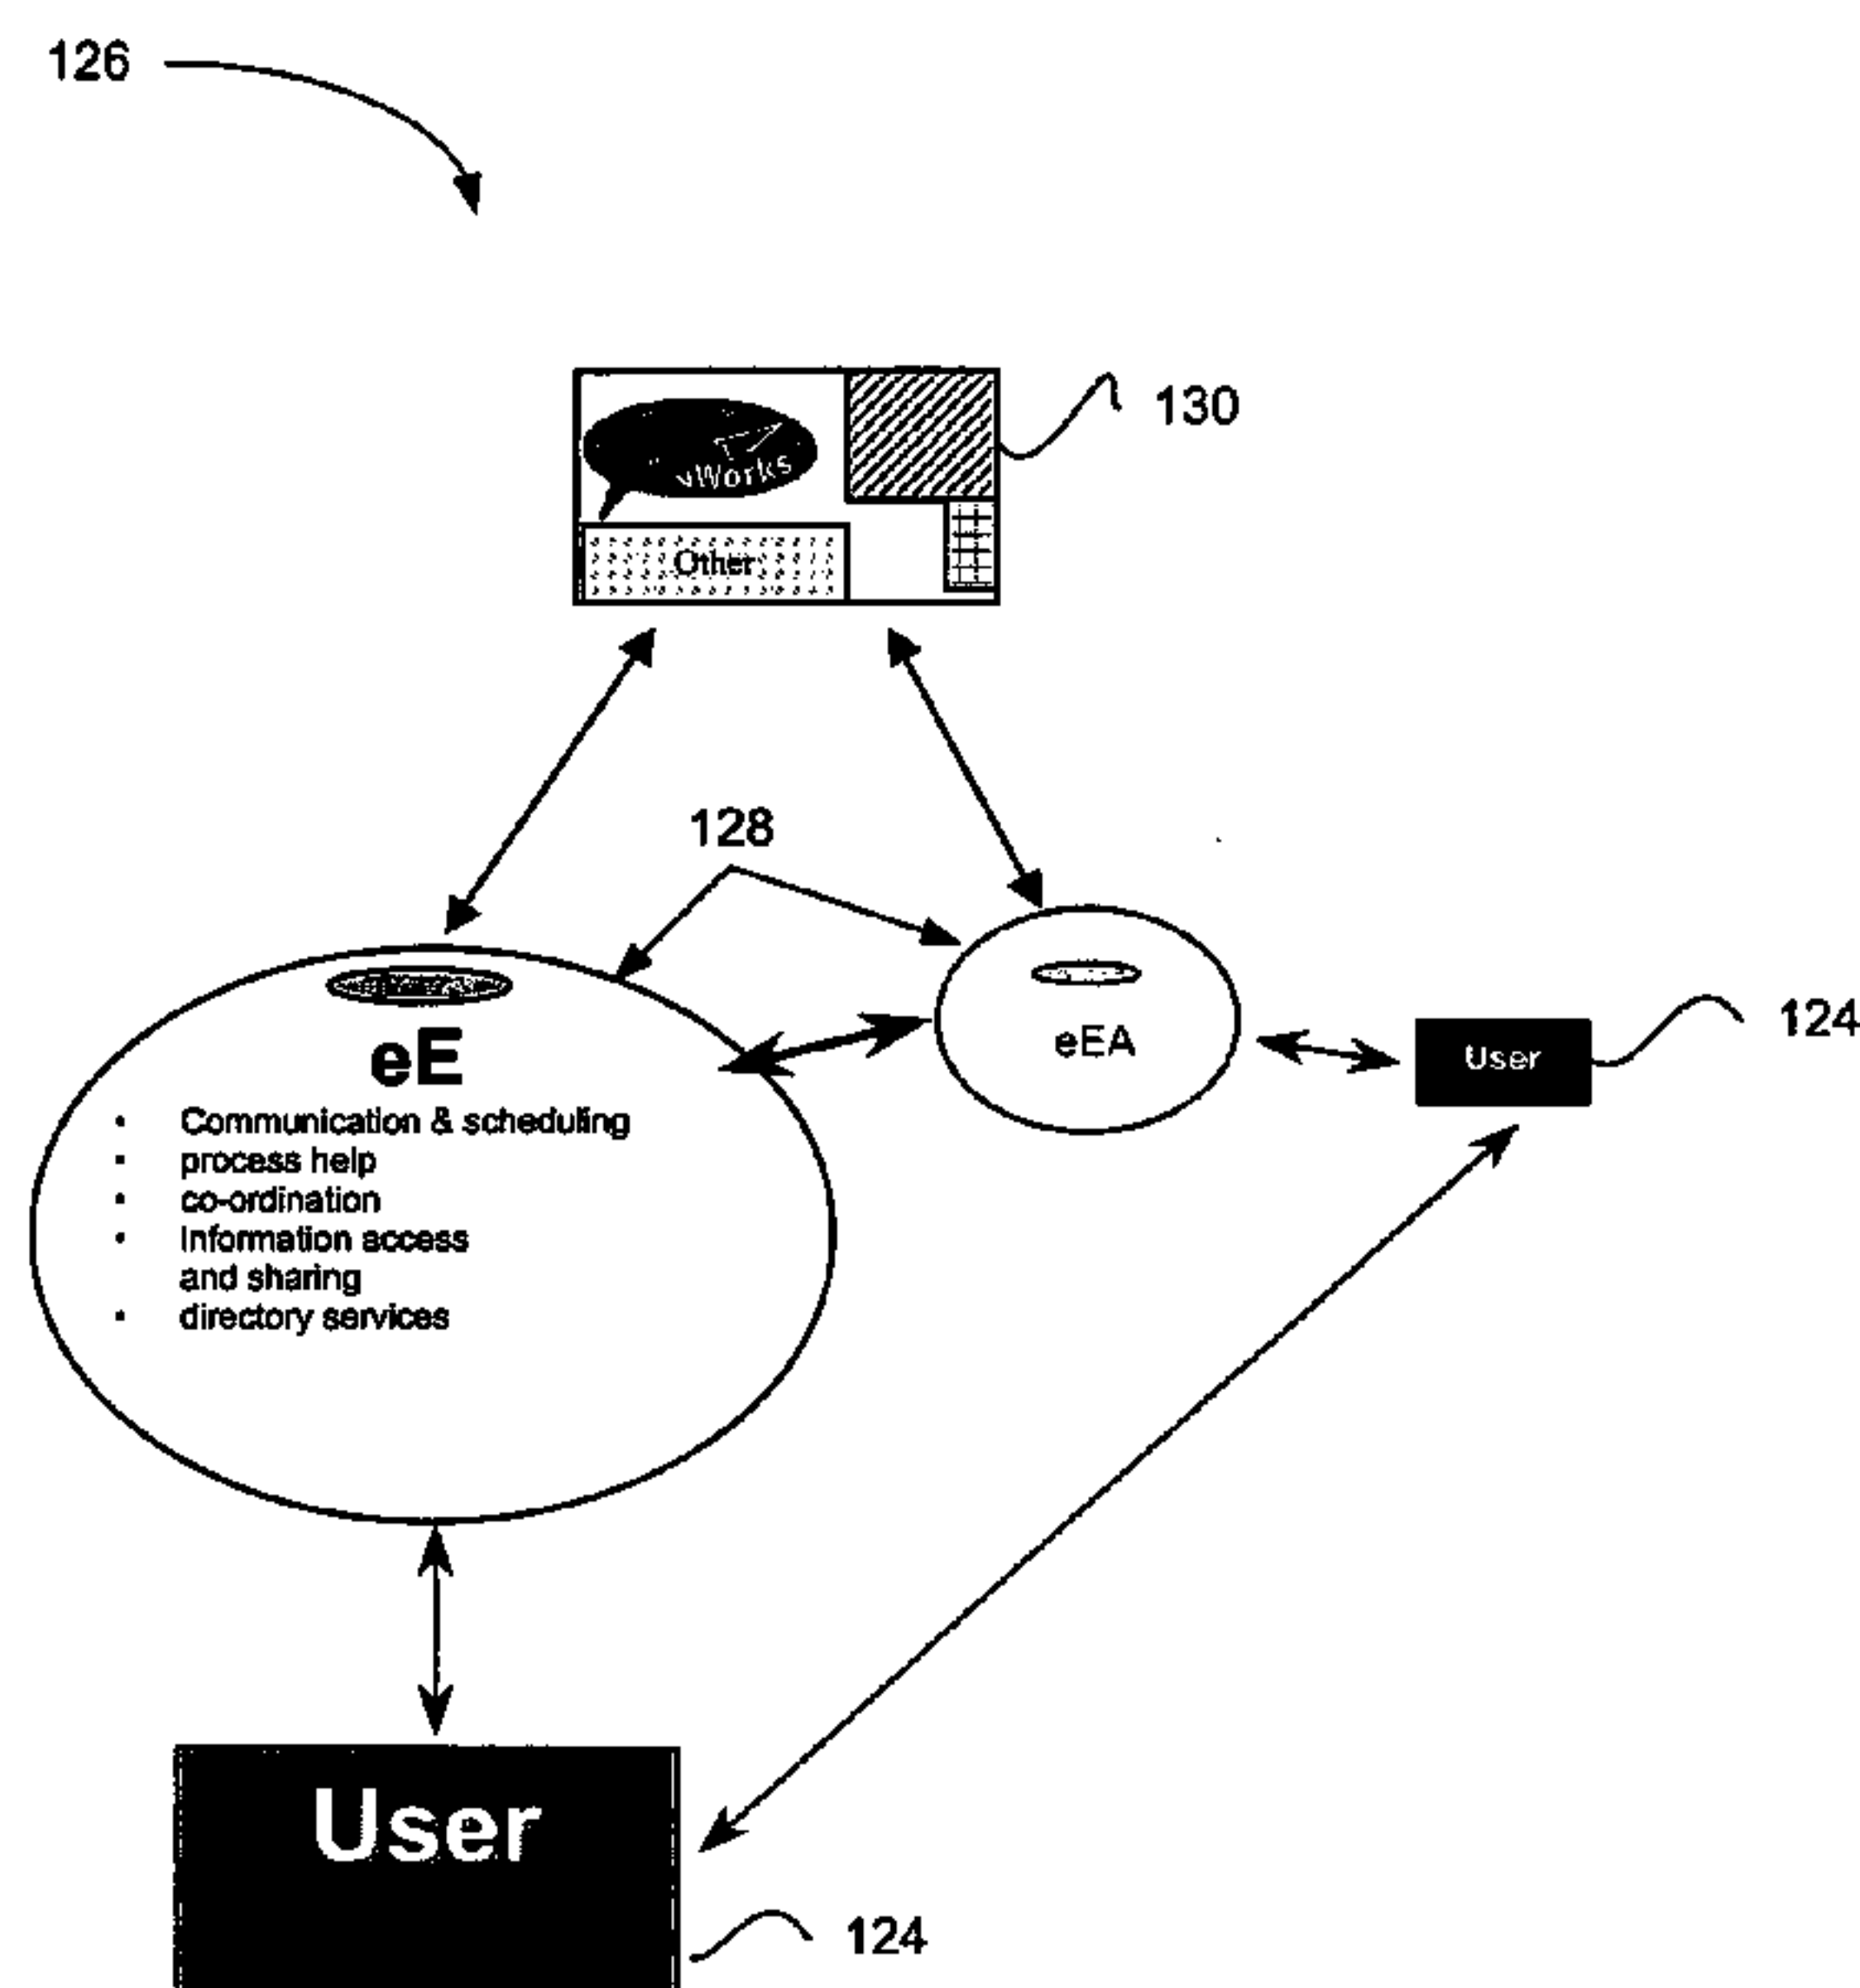 126
130
Works
Other
128
eE
eEA
User
124
• Communication & scheduling
• process help
• co-ordination
• Information access
and sharing
• directory services
User
124